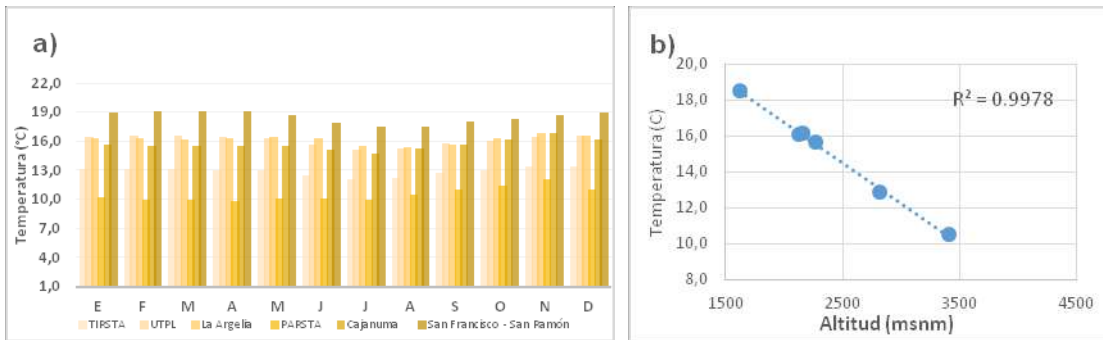 a)
Temperatura (°C)
22,0
19,0
16,0
13,0
10,0
7,0
4,0
1,0
E F M A M J J A S O N D
TIRSTA UTPL La Argelia PARSTA Cajanuma San Francisco - San Ramón
b)
Temperatura (C)
20,0
18,0
16,0
14,0
12,0
10,0
8,0
R² = 0.9978
1500 2500 3500 4500
Altitud (msnm)